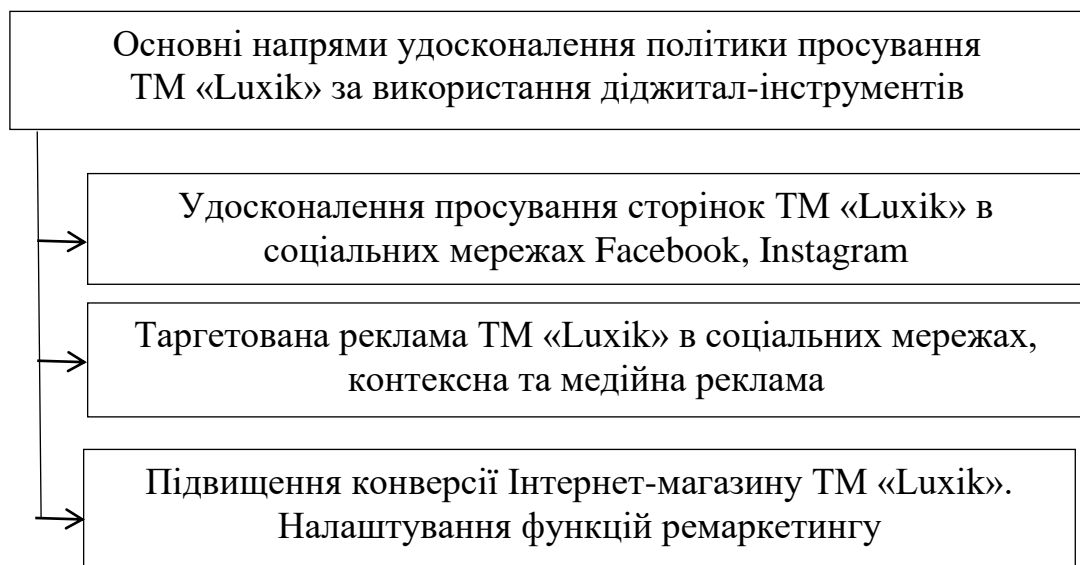 Основні напрями удосконалення політики просування
ТМ «Luxik» за використання діджитал-інструментів
Удосконалення просування сторінок ТМ «Luxik» в
соціальних мережах Facebook, Instagram
Таргетована реклама ТМ «Luxik» в соціальних мережах,
контексна та медійна реклама
Підвищення конверсії Інтернет-магазину ТМ «Luxik».
Налаштування функцій ремаркетингу